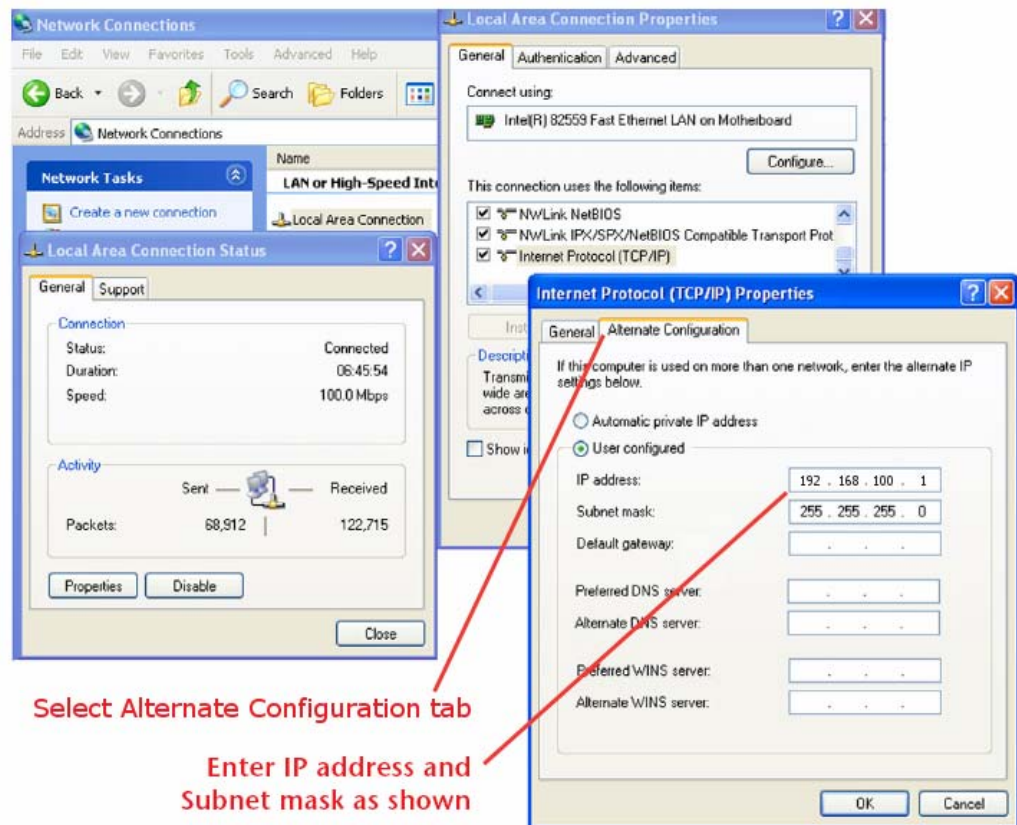 Network Connections
File Edit View Favorites Tools Advanced Help
Back Search Folders
Address Network Connections
Network Tasks
Create a new connection
Name
LAN or High-Speed Inte
Local Area Connection
Local Area Connection Status
General Support
Connection
Status: Connected
Duration: 06:45:54
Speed: 100.0 Mbps
Activity
Sent Received
Packets: 68,912 122,715
Properties Disable
Close
Local Area Connection Properties
General Authentication Advanced
Connect using:
Intel(R) 82559 Fast Ethernet LAN on Motherboard
Configure...
This connection uses the following items:
NWLink NetBIOS
NWLink IPX/SPX/NetBIOS Compatible Transport Prot
Internet Protocol (TCP/IP)
Inst
Descripti
Transmi
wide are
across
Show i
Internet Protocol (TCP/IP) Properties
General Alternate Configuration
If this computer is used on more than one network, enter the alternate IP
settings below.
Automatic private IP address
User configured
IP address: 192 . 168 . 100 . 1
Subnet mask: 255 . 255 . 255 . 0
Default gateway: . . .
Preferred DNS server: . . .
Alternate DNS server: . . .
Preferred WINS server: . . .
Alternate WINS server: . . .
OK Cancel
Select Alternate Configuration tab
Enter IP address and
Subnet mask as shown